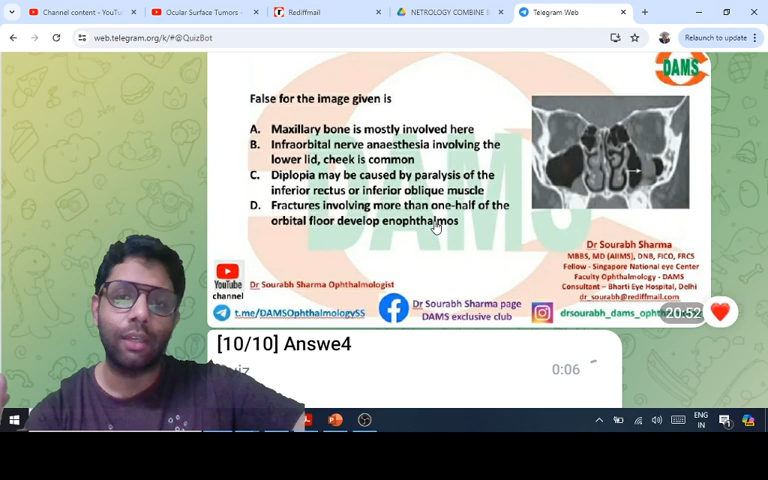 Channel content - YouTu
Ocular Surface Tumors -
Rediffmail
NETROLOGY COMBINE
Telegram Web
web.telegram.org/k/#@QuizBot
Relaunch to update
DAMS
False for the image given is
A. Maxillary bone is mostly involved here
B. Infraorbital nerve anaesthesia involving the
lower lid, cheek is common
C. Diplopia may be caused by paralysis of the
inferior rectus or inferior oblique muscle
D. Fractures involving more than one-half of the
orbital floor develop enophthalmos
DAMS
Dr Sourabh Sharma
MBBS, MD (AIIMS), DNB, FICO, FRCS
Fellow - Singapore National eye Center
Faculty Ophthalmology - DAMS
Consultant – Bharti Eye Hospital, Delhi
dr_sourabh@rediffmail.com
YouTube
channel
Dr Sourabh Sharma Ophthalmologist
t.me/DAMSOphthalmologySS
Dr Sourabh Sharma page
DAMS exclusive club
drsourabh_dams_ophth
20:52
[10/10] Answe4
0:06
ENG
IN